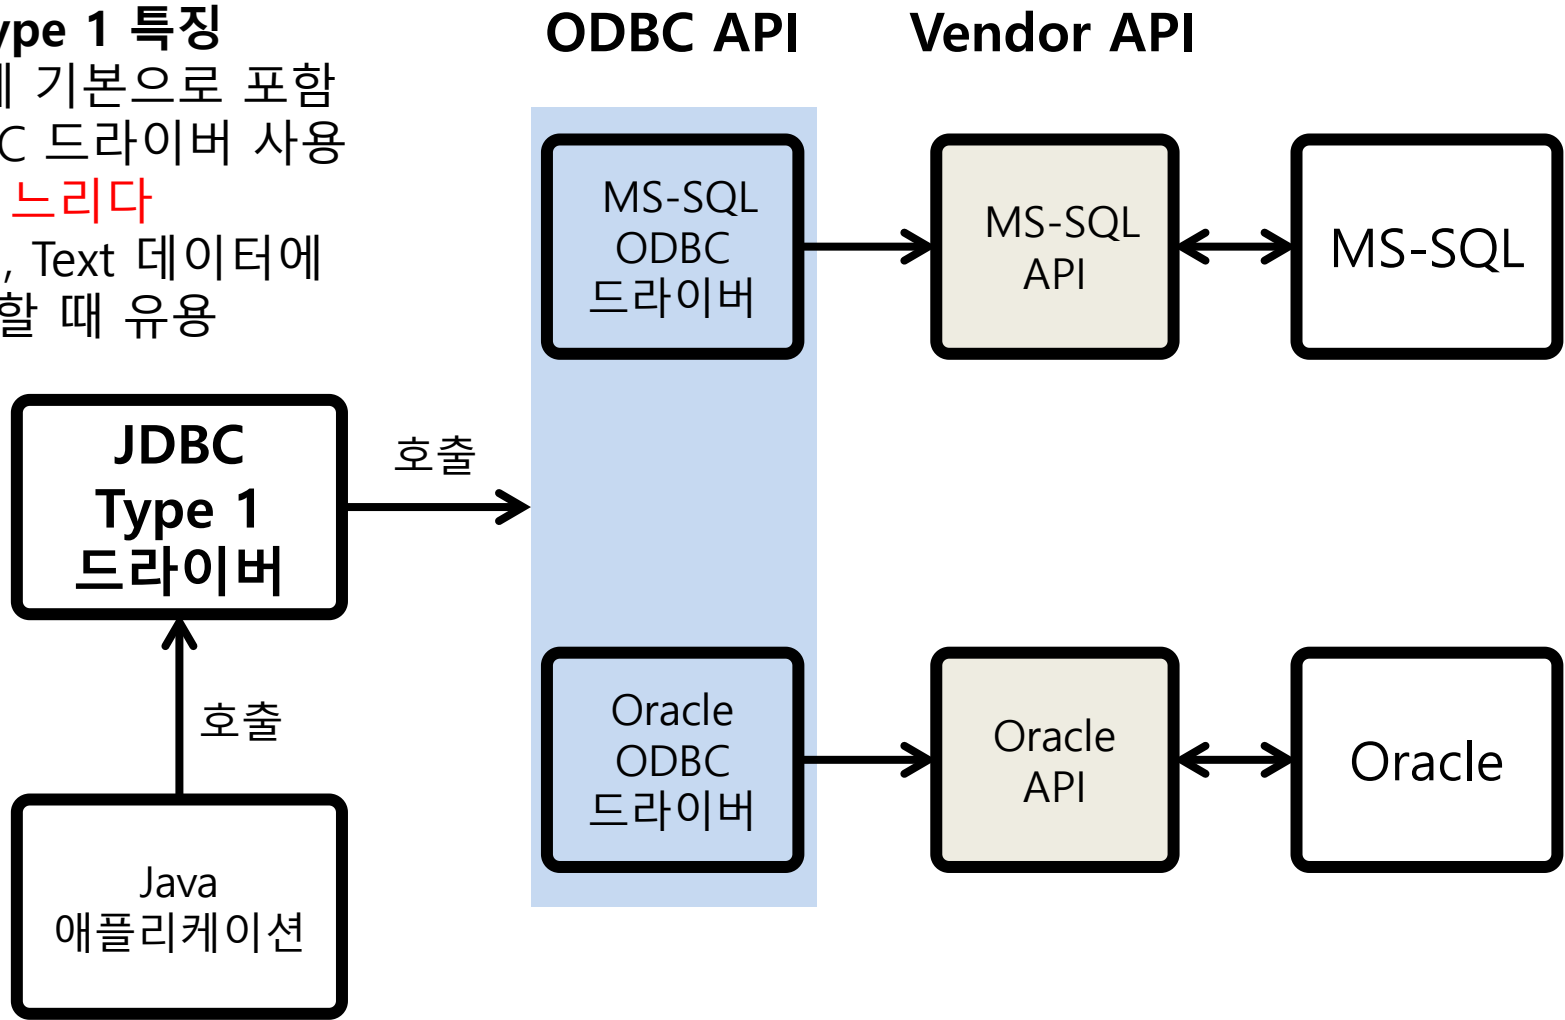 Type 1 특징
기본으로 포함
C 드라이버 사용
느리다
, Text 데이터에
할 때 유용
ODBC API
Vendor API
MS-SQL
ODBC
드라이버
MS-SQL
API
MS-SQL
JDBC
Type 1
드라이버
호출
호출
Oracle
ODBC
드라이버
Oracle
API
Oracle
Java
애플리케이션